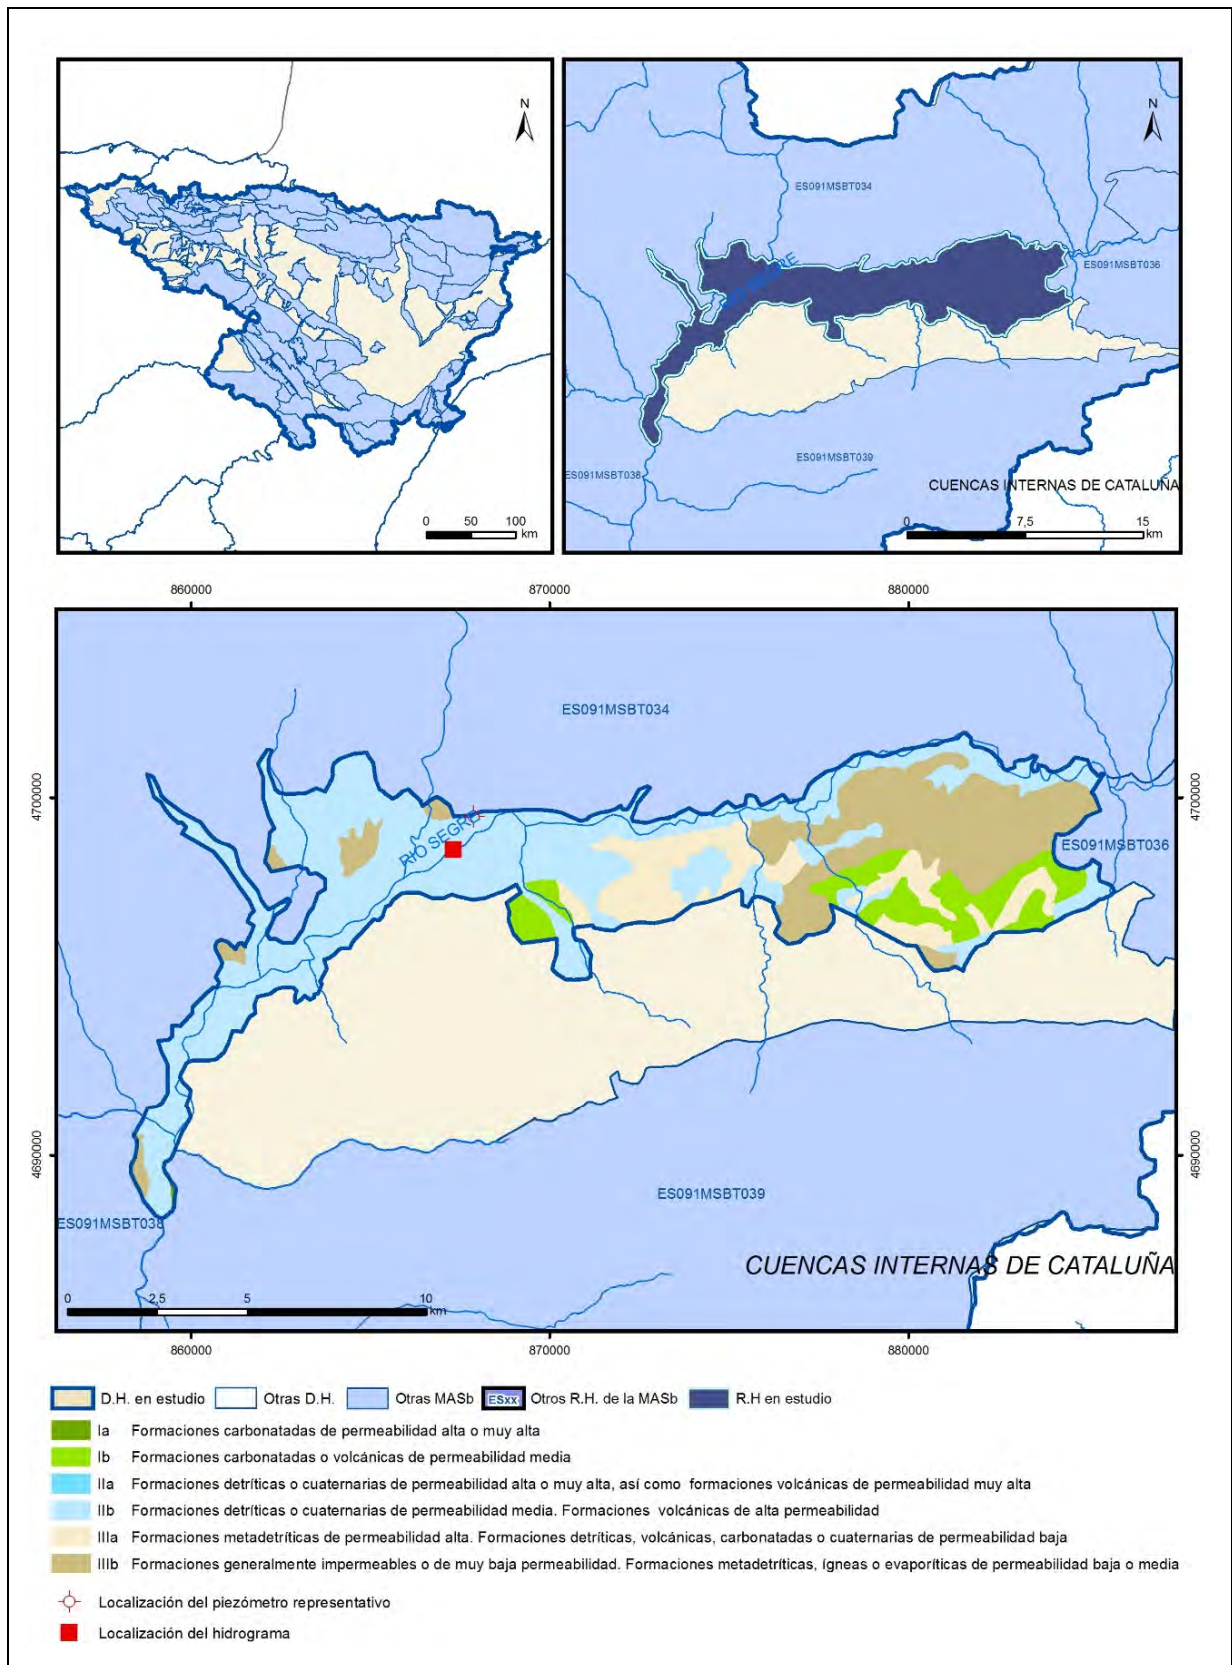 N
0 50 100
km
N
ES091MSBT034
ES091MSBT036
ES091MSBT039
ES091MSBT038
CUENCAS INTERNAS DE CATALUÑA
0 7,5 15
km
860000 870000 880000
4700000 4700000
ES091MSBT034
RIO SEGRO
ES091MSBT036
4690000 4690000
ES091MSBT039
ES091MSBT038
CUENCAS INTERNAS DE CATALUÑA
0 2,5 5 10
km
860000 870000 880000
D.H. en estudio Otras D.H. Otras MASb ESxx Otros R.H. de la MASb R.H en estudio
Ia Formaciones carbonatadas de permeabilidad alta o muy alta
Ib Formaciones carbonatadas o volcánicas de permeabilidad media
IIa Formaciones detríticas o cuaternarias de permeabilidad alta o muy alta, así como formaciones volcánicas de permeabilidad muy alta
IIb Formaciones detríticas o cuaternarias de permeabilidad media. Formaciones volcánicas de alta permeabilidad
IIIa Formaciones metadetríticas de permeabilidad alta. Formaciones detríticas, volcánicas, carbonatadas o cuaternarias de permeabilidad baja
IIIb Formaciones generalmente impermeables o de muy baja permeabilidad. Formaciones metadetríticas, ígneas o evaporíticas de permeabilidad baja o media
Localización del piezómetro representativo
Localización del hidrograma